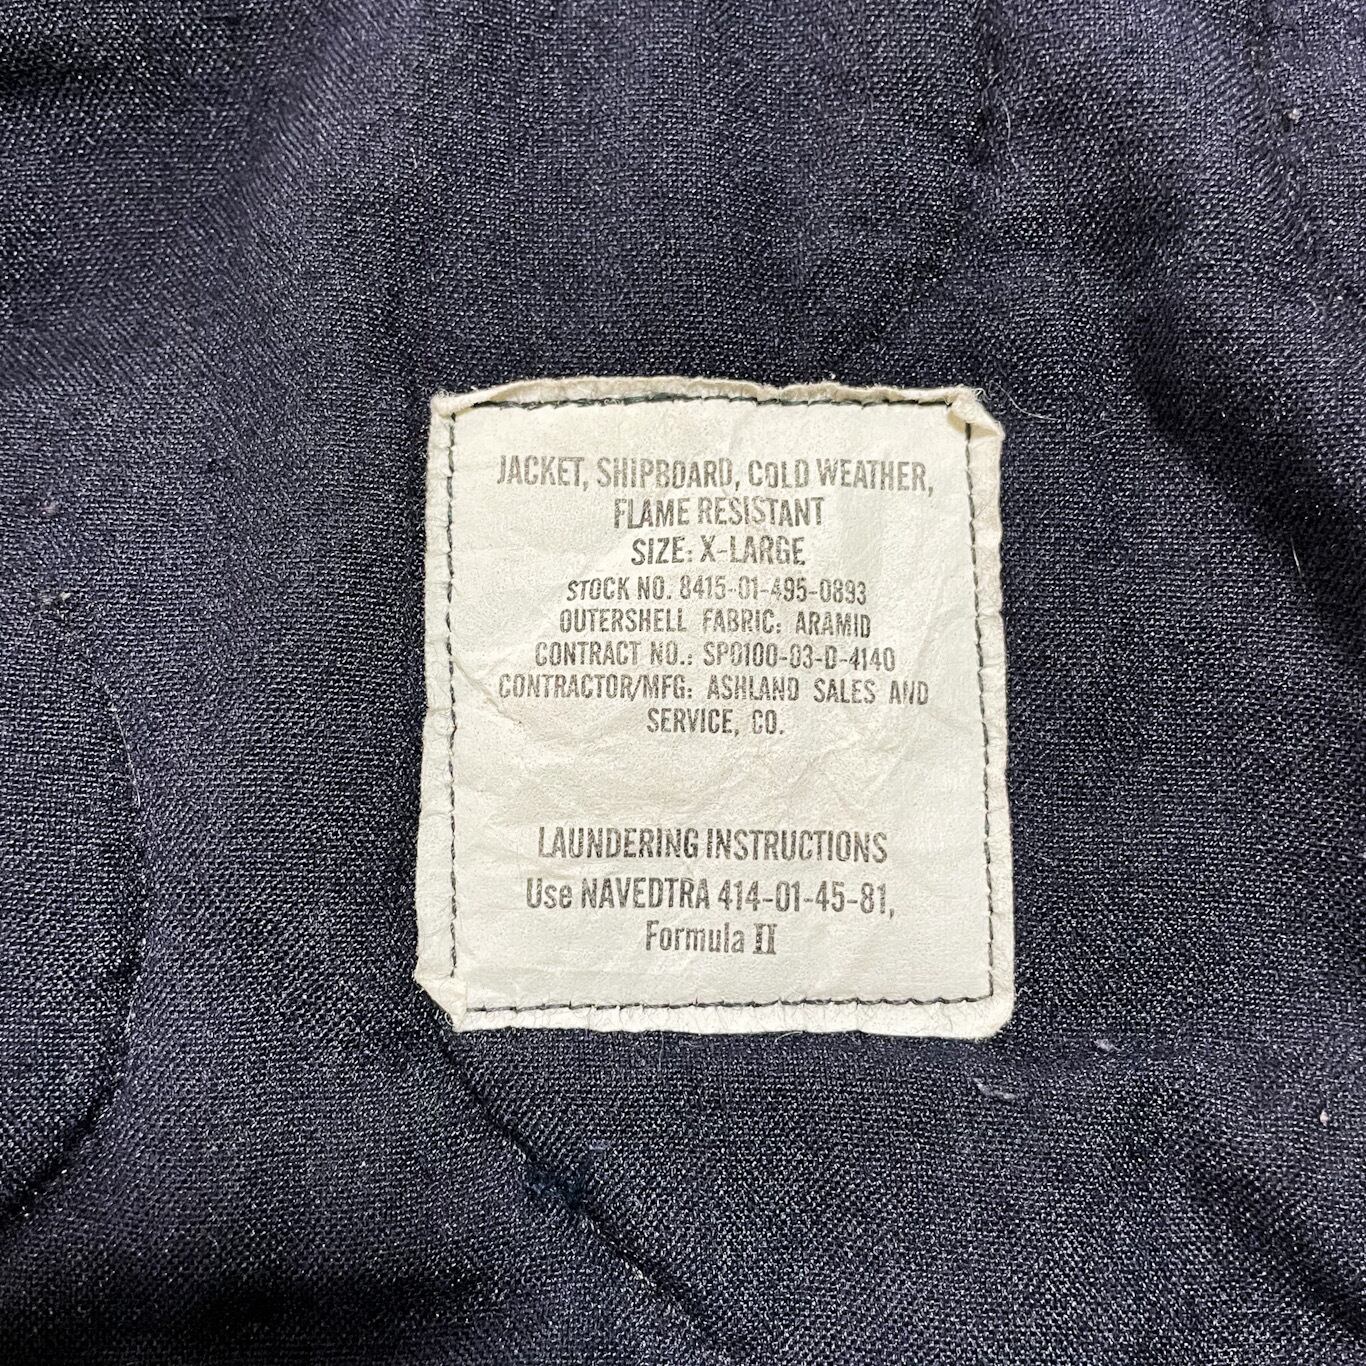 JACKET, SHIPBOARD, COLD WEATHER,
FLAME RESISTANT
SIZE: X-LARGE
STOCK NO. 8415-01-495-0893
OUTERSHELL FABRIC: ARAMID
CONTRACT NO.: SPO100-03-D-4140
CONTRACTOR/MFG: ASHLAND SALES AND
SERVICE, CO.
LAUNDERING INSTRUCTIONS
Use NAVEDTRA 414-01-45-81,
Formula II